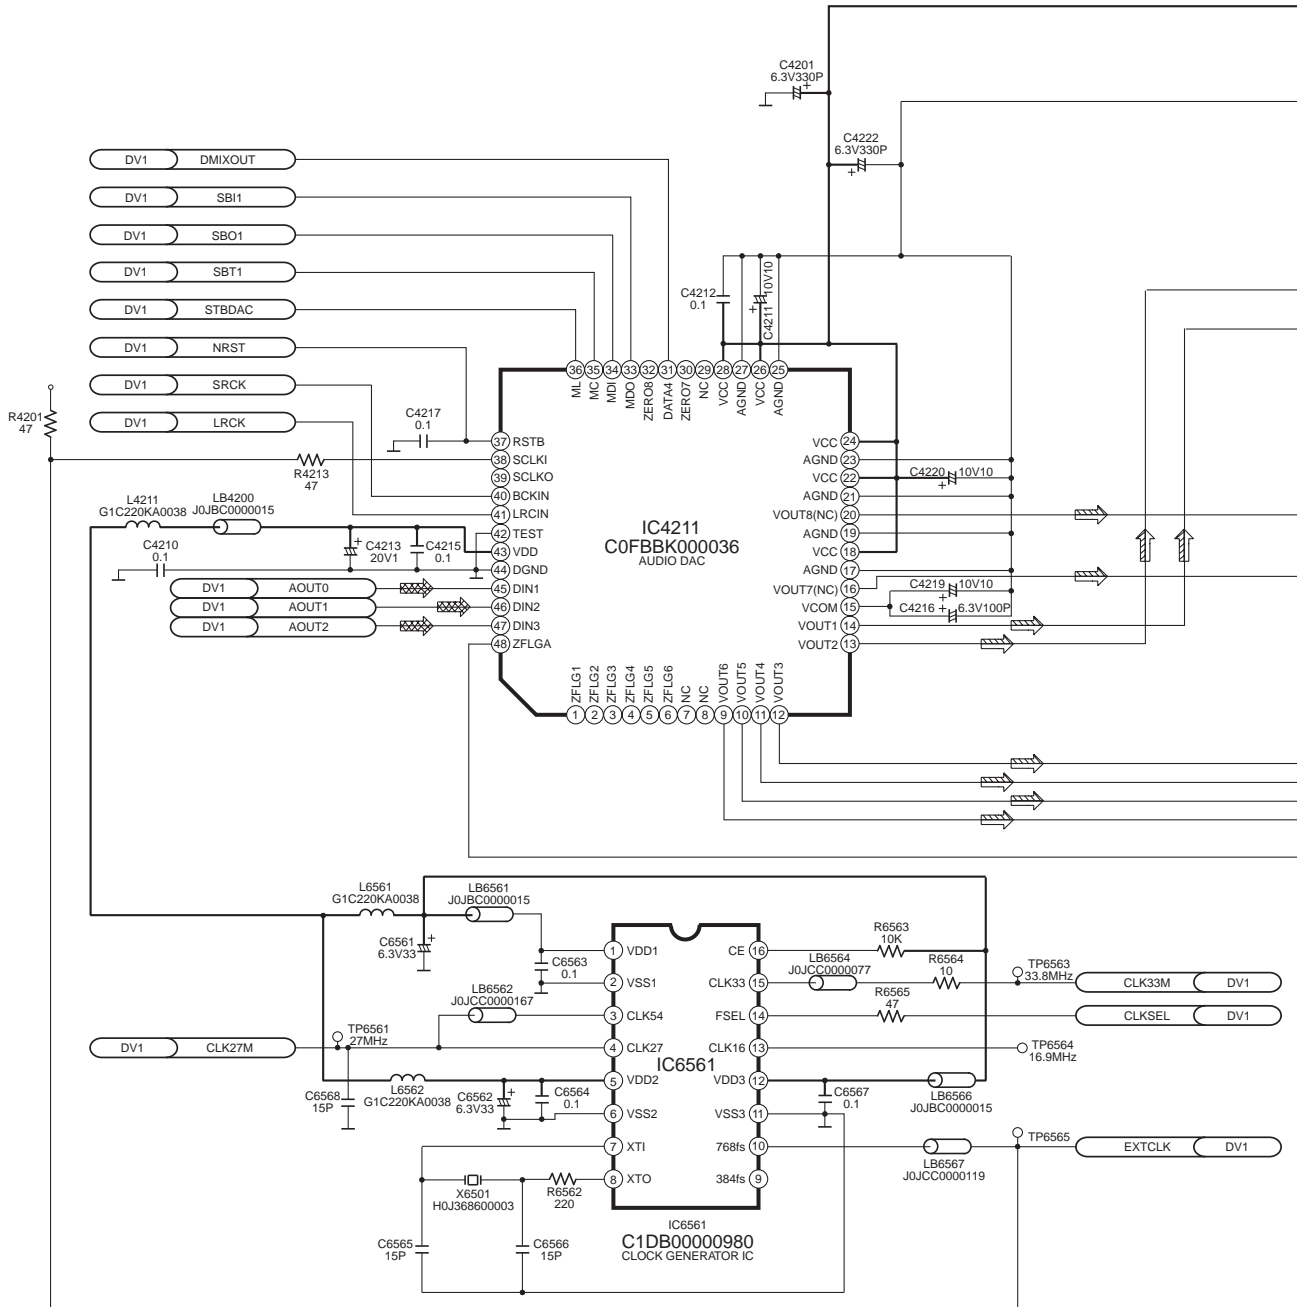 C4201
6.3V330P
+
C4222
6.3V330P
+
DV1 DMIXOUT
DV1 SBI1
DV1 SBO1
DV1 SBT1
DV1 STBDAC
DV1 NRST
DV1 SRCK
DV1 LRCK
C4212
0.1
+
C4211 10V10
R4201
47
C4217
0.1
36 35 34 33 32 31 30 29 28 27 26 25
ML MC MDI MDO ZERO8 DATA4 ZERO7 NC VCC AGND VCC AGND
37 RSTB
38 SCLKI
39 SCLKO
40 BCKIN
41 LRCIN
42 TEST
43 VDD
44 DGND
45 DIN1
46 DIN2
47 DIN3
48 ZFLGA
R4213
47
L4211
G1C220KA0038
LB4200
J0JBC0000015
C4210
0.1
+
C4213
20V1
C4215
0.1
DV1 AOUT0
DV1 AOUT1
DV1 AOUT2
IC4211
C0FBBK000036
AUDIO DAC
VCC 24
AGND 23
VCC 22
AGND 21
VOUT8(NC) 20
AGND 19
VCC 18
AGND 17
VOUT7(NC) 16
VCOM 15
VOUT1 14
VOUT2 13
C4220 10V10
+
C4219 10V10
+
C4216 + 6.3V100P
ZFLG1 ZFLG2 ZFLG3 ZFLG4 ZFLG5 ZFLG6 NC NC VOUT6 VOUT5 VOUT4 VOUT3
1 2 3 4 5 6 7 8 9 10 11 12
L6561
G1C220KA0038
LB6561
J0JBC0000015
C6561
6.3V33
+
C6563
0.1
LB6562
J0JCC0000167
TP6561
27MHz
DV1 CLK27M
C6568
15P
L6562
G1C220KA0038
C6562
6.3V33
+
C6564
0.1
X6501
H0J368600003
R6562
220
C6565
15P
C6566
15P
1 VDD1
2 VSS1
3 CLK54
4 CLK27
5 VDD2
6 VSS2
7 XTI
8 XTO
IC6561
CE 16
CLK33 15
FSEL 14
CLK16 13
VDD3 12
VSS3 11
768fs 10
384fs 9
R6563
10K
LB6564
J0JCC0000077
R6564
10
R6565
47
TP6563
33.8MHz
CLK33M DV1
CLKSEL DV1
TP6564
16.9MHz
C6567
0.1
LB6566
J0JBC0000015
TP6565
LB6567
J0JCC0000119
EXTCLK DV1
IC6561
C1DB00000980
CLOCK GENERATOR IC